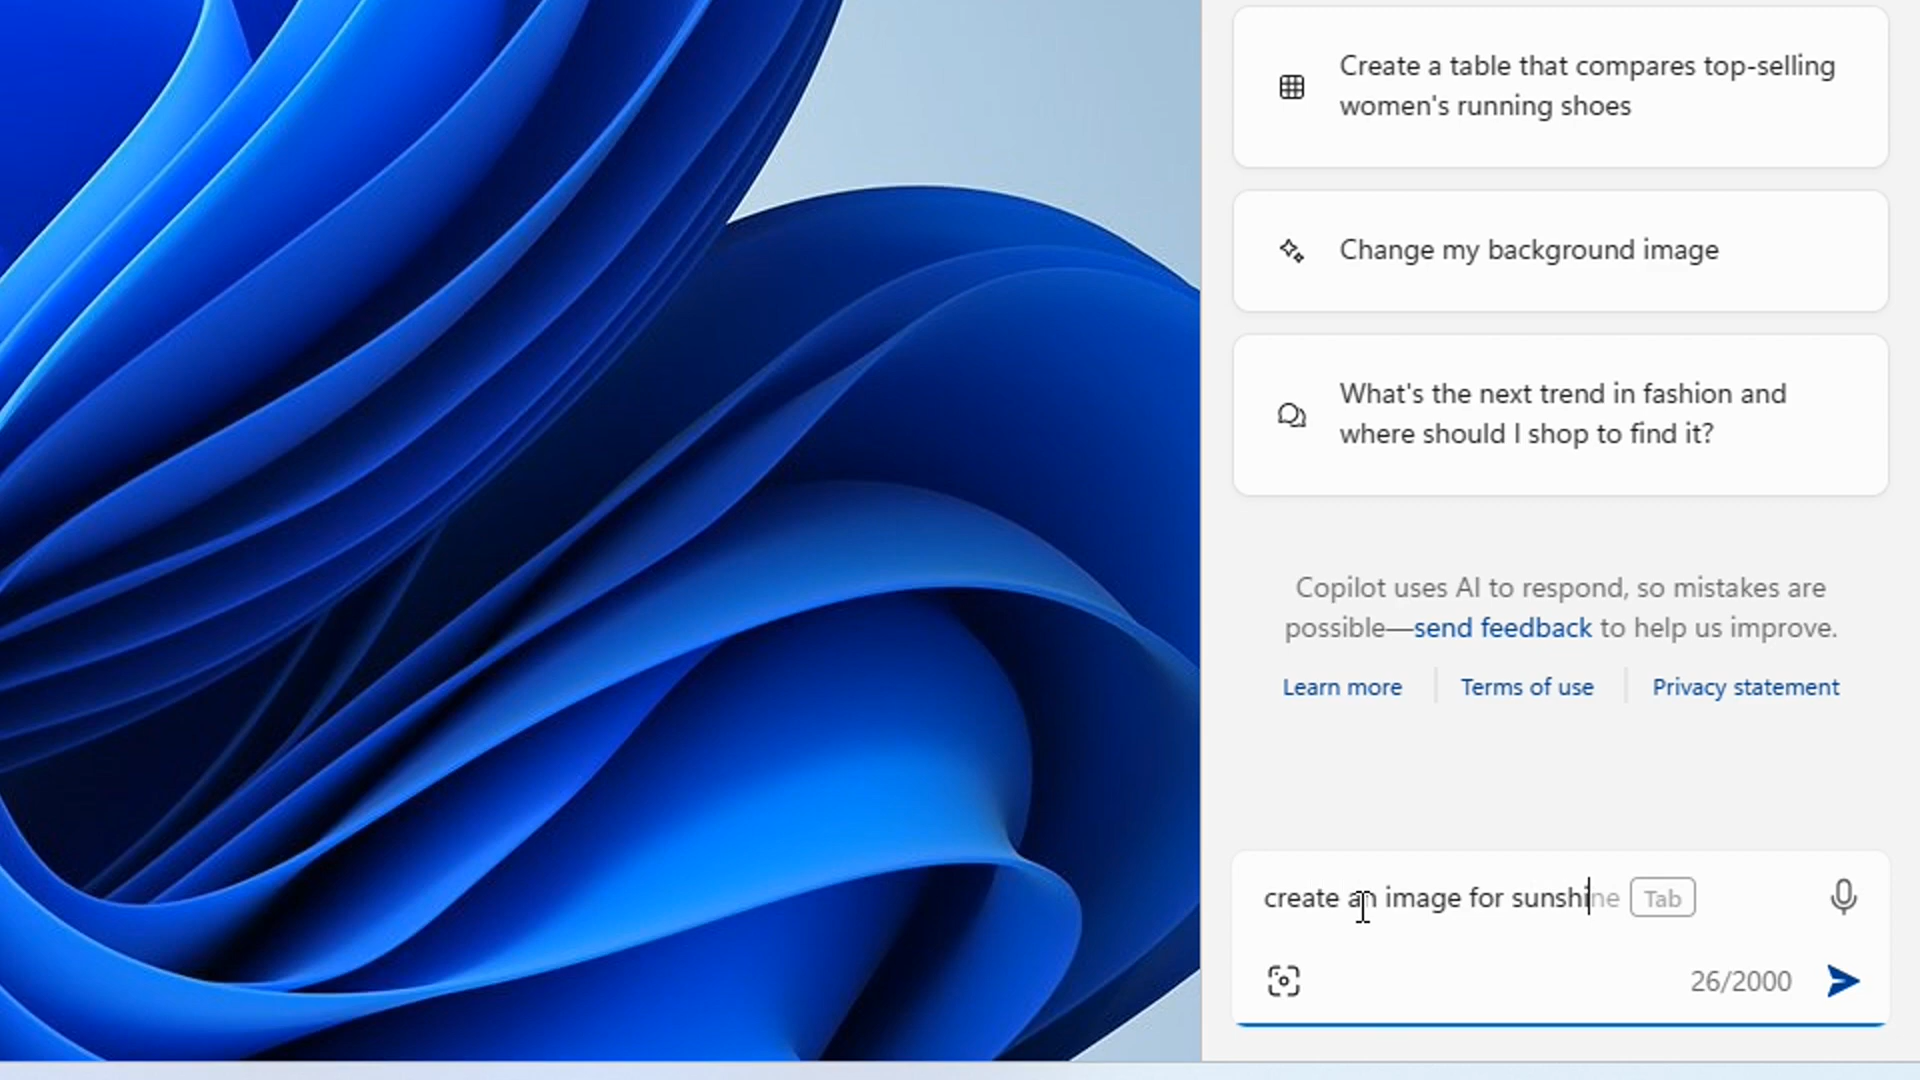 Create a table that compares top-selling
women's running shoes
Change my background image
What's the next trend in fashion and
where should I shop to find it?
Copilot uses AI to respond, so mistakes are
possible—send feedback to help us improve.
Learn more
Terms of use
Privacy statement
create an image for sunshine Tab
26/2000